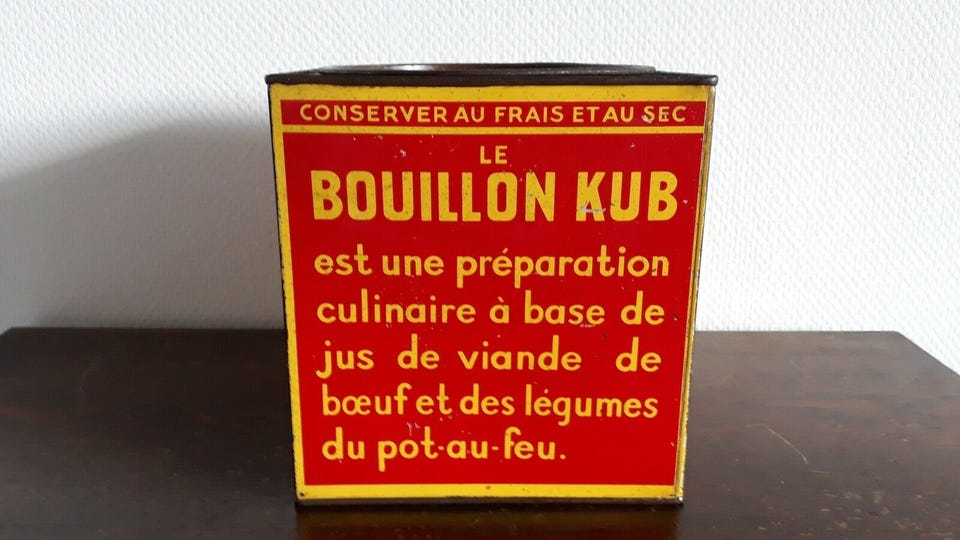 CONSERVER AU FRAIS ET AU SEC
LE
BOUILLON KUB
est une préparation
culinaire à base de
jus de viande de
bœuf et des légumes
du pot-au-feu.